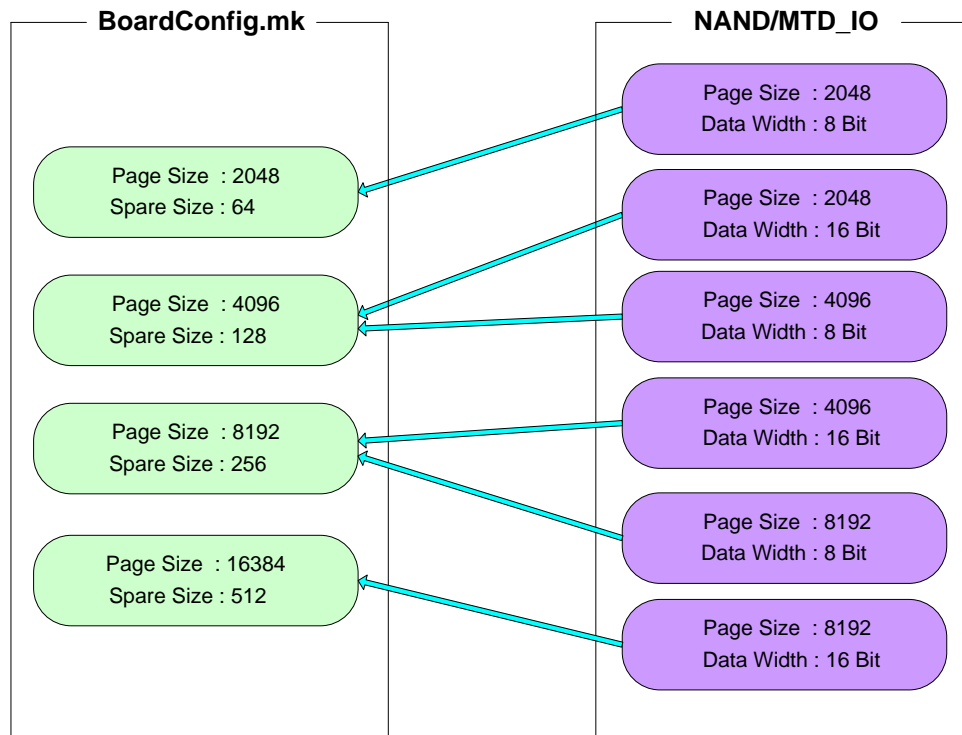 BoardConfig.mk
Page Size : 2048
Spare Size : 64
Page Size : 4096
Spare Size : 128
Page Size : 8192
Spare Size : 256
Page Size : 16384
Spare Size : 512
NAND/MTD_IO
Page Size : 2048
Data Width : 8 Bit
Page Size : 2048
Data Width : 16 Bit
Page Size : 4096
Data Width : 8 Bit
Page Size : 4096
Data Width : 16 Bit
Page Size : 8192
Data Width : 8 Bit
Page Size : 8192
Data Width : 16 Bit